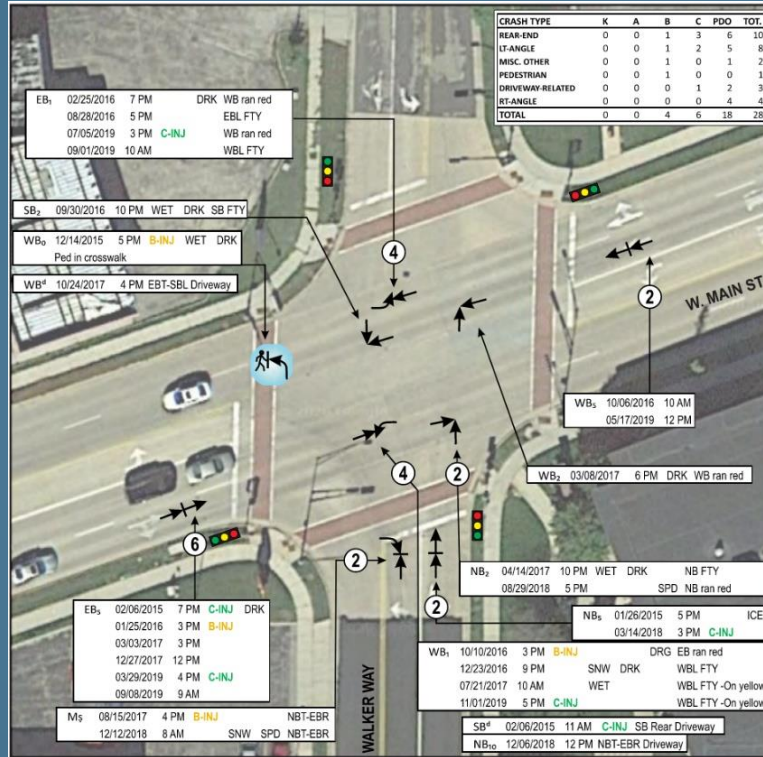 CRASH TYPE K A B C PDO TOT.
REAR-END 0 0 1 3 6 10
LT-ANGLE 0 0 1 2 5 8
MISC. OTHER 0 0 1 0 1 2
PEDESTRIAN 0 0 1 0 0 1
DRIVEWAY-RELATED 0 0 0 1 2 3
RT-ANGLE 0 0 0 0 4 4
TOTAL 0 0 4 6 18 28
EB₁ 02/25/2016 7 PM DRK WB ran red
08/28/2016 5 PM EBL FTY
07/05/2019 3 PM C-INJ WB ran red
09/01/2019 10 AM WBL FTY
SB₂ 09/30/2016 10 PM WET DRK SB FTY
WB₀ 12/14/2015 5 PM B-INJ WET DRK
Ped in crosswalk
WBᵈ 10/24/2017 4 PM EBT-SBL Driveway
4
2
W. MAIN ST
WB₅ 10/06/2016 10 AM
05/17/2019 12 PM
WB₂ 03/08/2017 6 PM DRK WB ran red
4
2
6
2
2
NB₂ 04/14/2017 10 PM WET DRK NB FTY
08/29/2018 5 PM SPD NB ran red
EB₅ 02/06/2015 7 PM C-INJ DRK
01/25/2016 3 PM B-INJ
03/03/2017 3 PM
12/27/2017 12 PM
03/29/2019 4 PM C-INJ
09/08/2019 9 AM
NB₅ 01/26/2015 5 PM ICE
03/14/2018 3 PM C-INJ
WB₁ 10/10/2016 3 PM B-INJ DRG EB ran red
12/23/2016 9 PM SNW DRK WBL FTY
07/21/2017 10 AM WET WBL FTY -On yellow
11/01/2019 5 PM C-INJ WBL FTY -On yellow
M₅ 08/15/2017 4 PM B-INJ NBT-EBR
12/12/2018 8 AM SNW SPD NBT-EBR
WALKER WAY
SBᵈ 02/06/2015 11 AM C-INJ SB Rear Driveway
NB₁₀ 12/06/2018 12 PM NBT-EBR Driveway